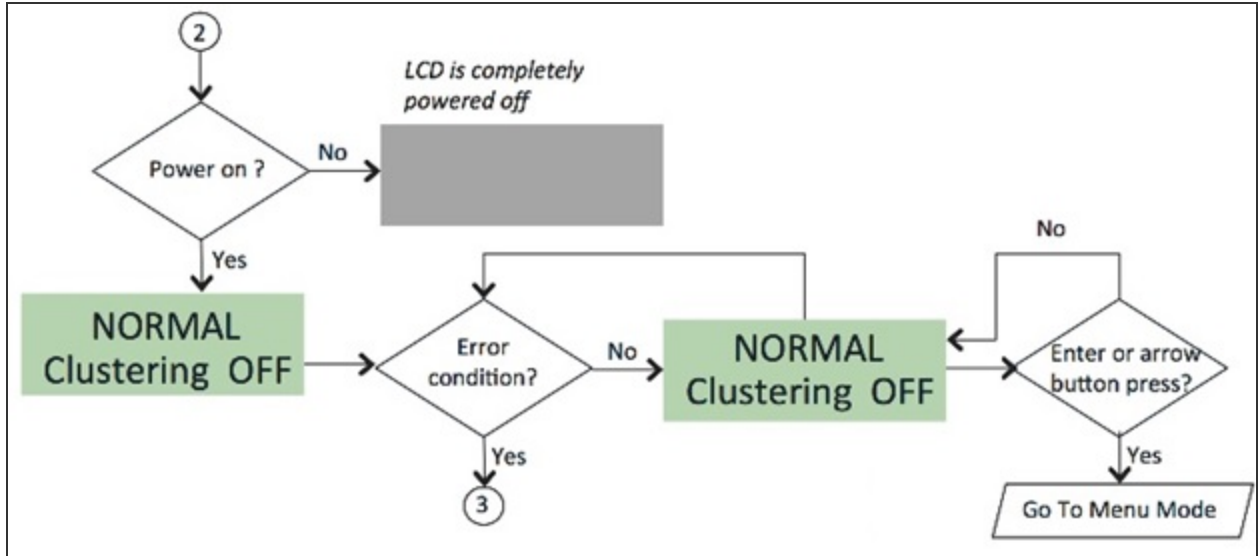 2
LCD is completely
powered off
Power on ?
No
Yes
NORMAL
Clustering OFF
Error
condition?
No
Yes
3
NORMAL
Clustering OFF
No
Enter or arrow
button press?
Yes
Go To Menu Mode